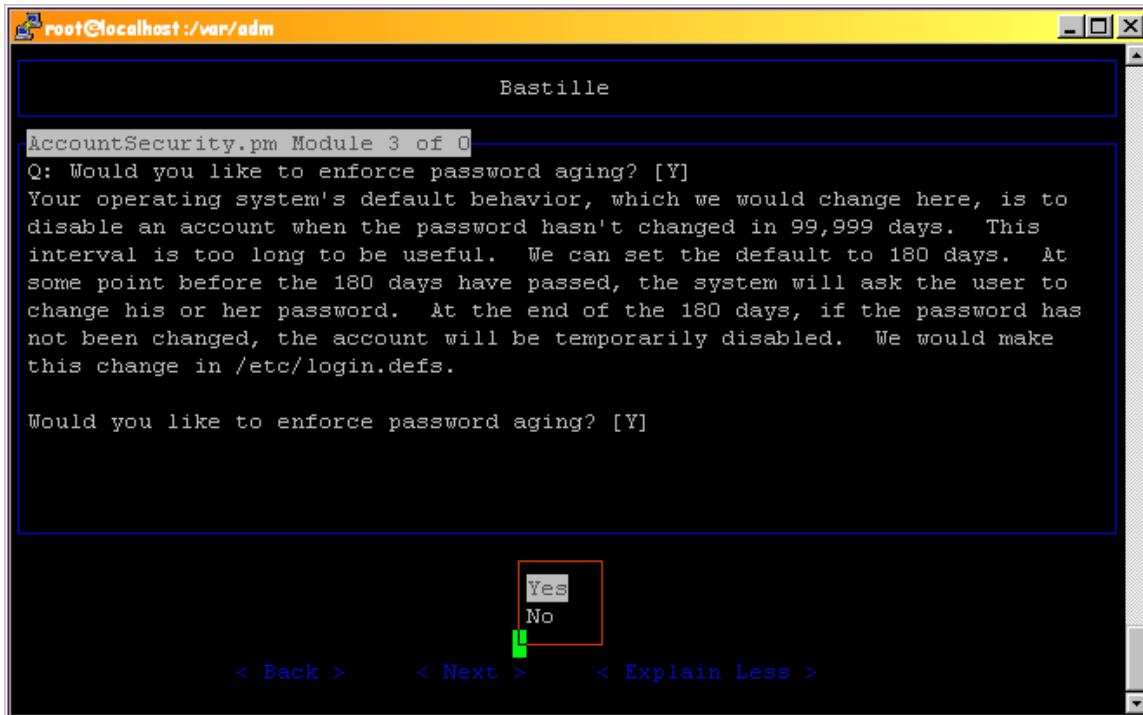 root@localhost:/var/adm
Bastille
AccountSecurity.pm Module 3 of 0
Q: Would you like to enforce password aging? [Y]
Your operating system's default behavior, which we would change here, is to
disable an account when the password hasn't changed in 99,999 days.  This
interval is too long to be useful.  We can set the default to 180 days.  At
some point before the 180 days have passed, the system will ask the user to
change his or her password.  At the end of the 180 days, if the password has
not been changed, the account will be temporarily disabled.  We would make
this change in /etc/login.defs.
Would you like to enforce password aging? [Y]
Yes
No
< Back > < Next > < Explain Less >